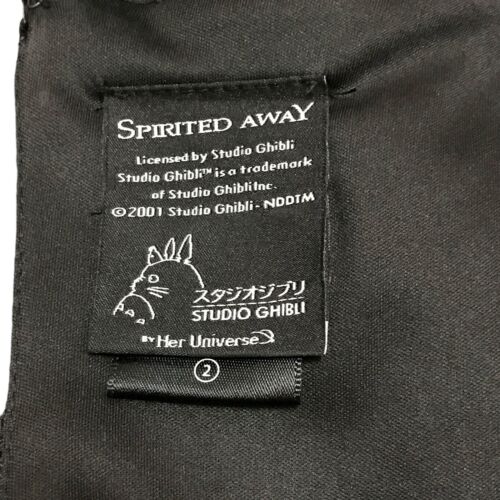 SPIRITED AWAY
Licensed by Studio Ghibli
Studio Ghibli™ is a trademark
of Studio Ghibli Inc.
©2001 Studio Ghibli - NDDTM
スタジオジブリ
STUDIO GHIBLI
BY Her Universe
2